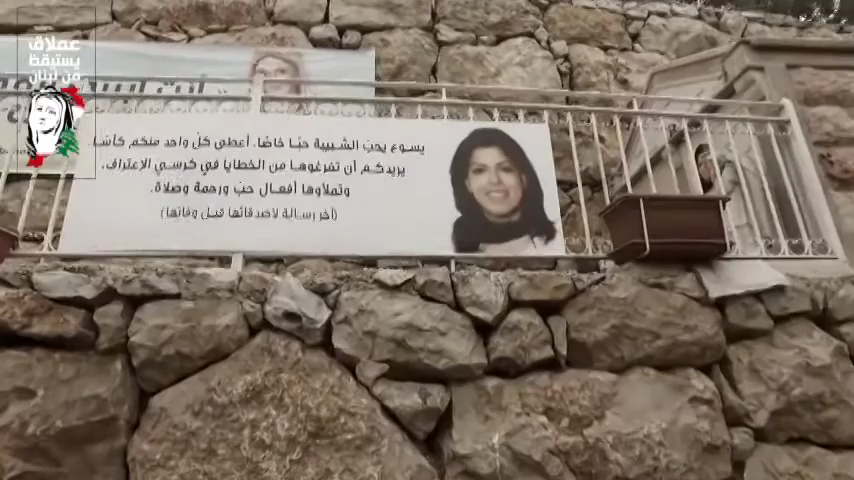 عملاق
يستيقظ
من لبنان
يسوع يحبّ الشبيبة حبًّا خاصًّا. أعطى كلّ واحد منكم كأسًا
يريدكم أن تفرغوها من الخطايا في كرسي الإعتراف.
وتملأوها أفعال حبّ ورحمة وصلاة.
(آخر رسالة لأصدقائها قبل وفاتها)